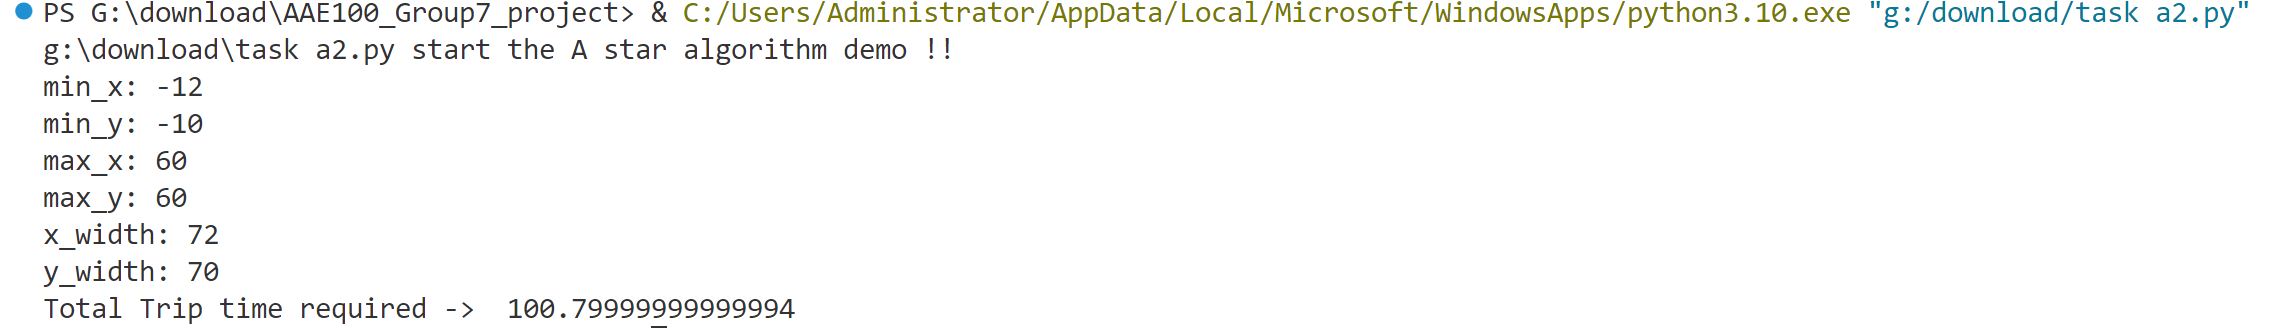 PS G:\download\AAE100_Group7_project> & C:/Users/Administrator/AppData/Local/Microsoft/WindowsApps/python3.10.exe "g:/download/task a2.py"
g:\download\task a2.py start the A star algorithm demo !!
min_x: -12
min_y: -10
max_x: 60
max_y: 60
x_width: 72
y_width: 70
Total Trip time required ->  100.79999999999994